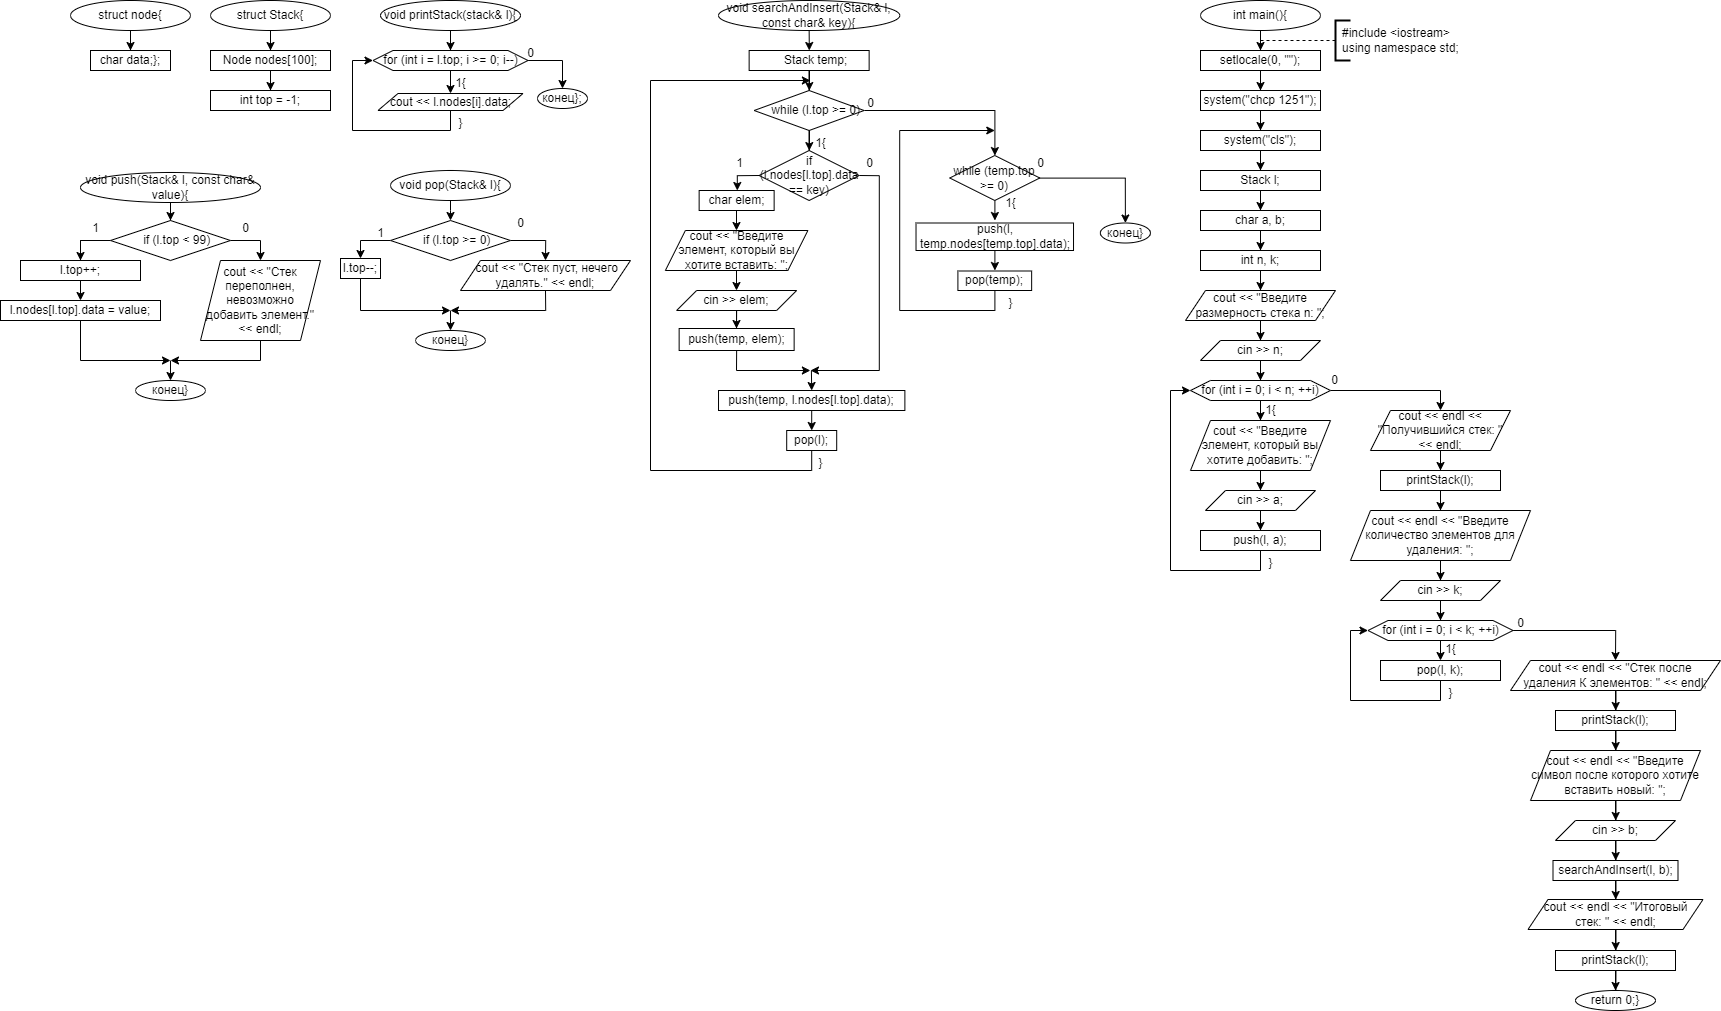 struct node{
char data;};
struct Stack{
Node nodes[100];
int top = -1;
void printStack(stack& l){
for (int i = l.top; i >= 0; i--)
0
1{
cout << l.nodes[i].data;
}
конец};
void push(Stack& l, const char&
value){
if (l.top < 99)
1
0
l.top++;
l.nodes[l.top].data = value;
cout << "Стек
переполнен,
невозможно
добавить элемент."
<< endl;
конец}
void pop(Stack& l){
if (l.top >= 0)
1
0
l.top--;
cout << "Стек пуст, нечего
удалять." << endl;
конец}
void searchAndInsert(Stack& l,
const char& key){
Stack temp;
while (l.top >= 0)
0
1{
if
(l.nodes[l.top].data
== key)
1
0
char elem;
cout << "Введите
элемент, который вы
хотите вставить: ";
cin >> elem;
push(temp, elem);
push(temp, l.nodes[l.top].data);
pop(l);
}
while (temp.top
>= 0)
0
1{
push(l,
temp.nodes[temp.top].data);
pop(temp);
}
конец}
int main(){
#include <iostream>
using namespace std;
setlocale(0, "");
system("chcp 1251");
system("cls");
Stack l;
char a, b;
int n, k;
cout << "Введите
размерность стека n: ";
cin >> n;
for (int i = 0; i < n; ++i)
0
1{
cout << "Введите
элемент, который вы
хотите добавить: ";
cin >> a;
push(l, a);
}
cout << endl <<
"Получившийся стек: "
<< endl;
printStack(l);
cout << endl << "Введите
количество элементов для
удаления: ";
cin >> k;
for (int i = 0; i < k; ++i)
0
1{
pop(l, k);
}
cout << endl << "Стек после
удаления К элементов: " << endl;
printStack(l);
cout << endl << "Введите
символ после которого хотите
вставить новый: ";
cin >> b;
searchAndInsert(l, b);
cout << endl << "Итоговый
стек: " << endl;
printStack(l);
return 0;}